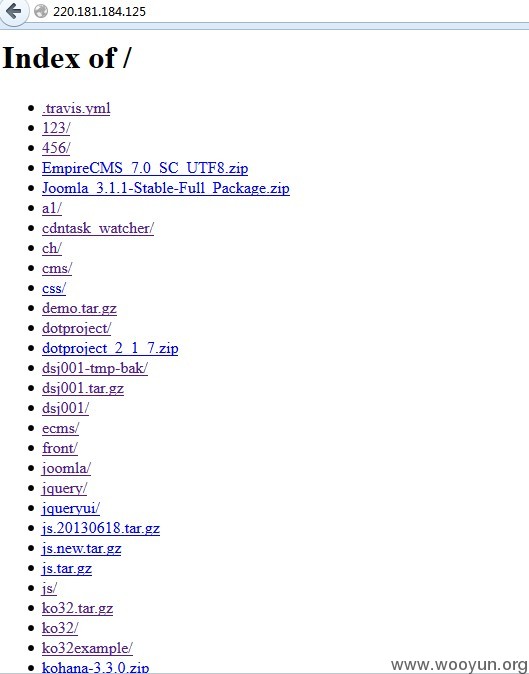 220.181.184.125
Index of /
.travis.yml
123/
456/
EmpireCMS_7.0_SC_UTF8.zip
Joomla_3.1.1-Stable-Full_Package.zip
a1/
cdntask_watcher/
ch/
cms/
css/
demo.tar.gz
dotproject/
dotproject_2_1_7.zip
dsj001-tmp-bak/
dsj001.tar.gz
dsj001/
ecms/
front/
joomla/
jquery/
jqueryui/
js.20130618.tar.gz
js.new.tar.gz
js.tar.gz
js/
ko32.tar.gz
ko32/
ko32example/
kohana-3.3.0.zip
www.wooyun.org